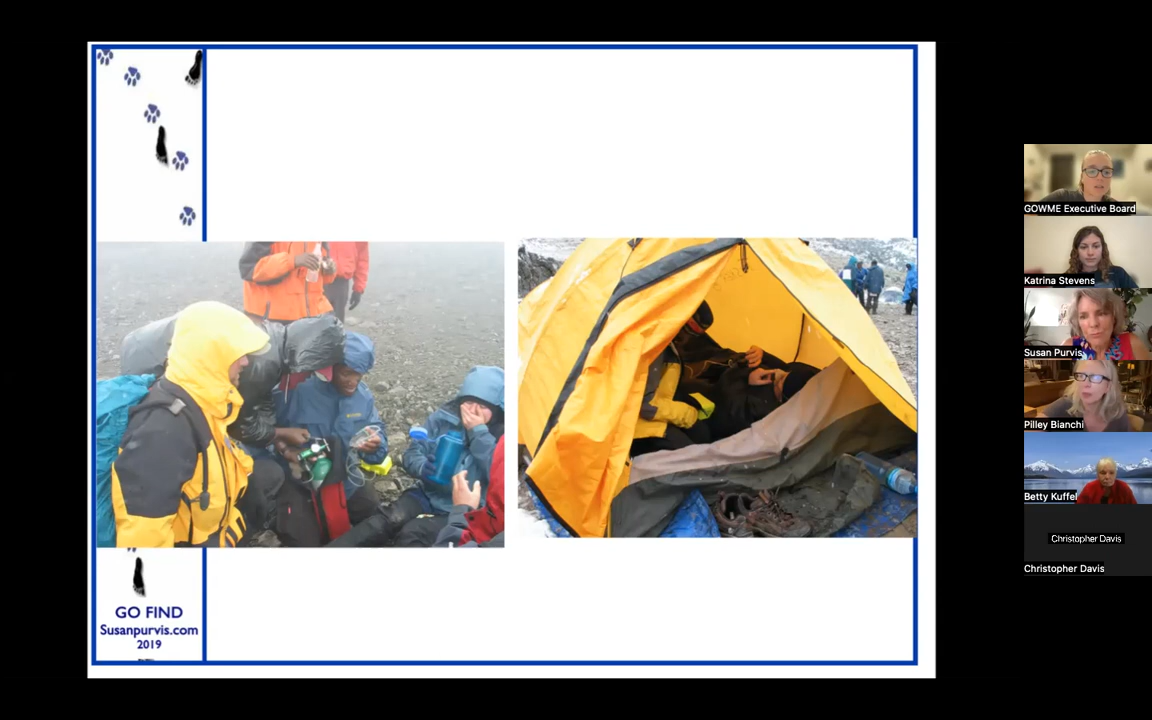 GO FIND
Susanpurvis.com
2019
GOWME Executive Board
Katrina Stevens
Susan Purvis
Pilley Bianchi
Betty Kuffel
Christopher Davis
Christopher Davis